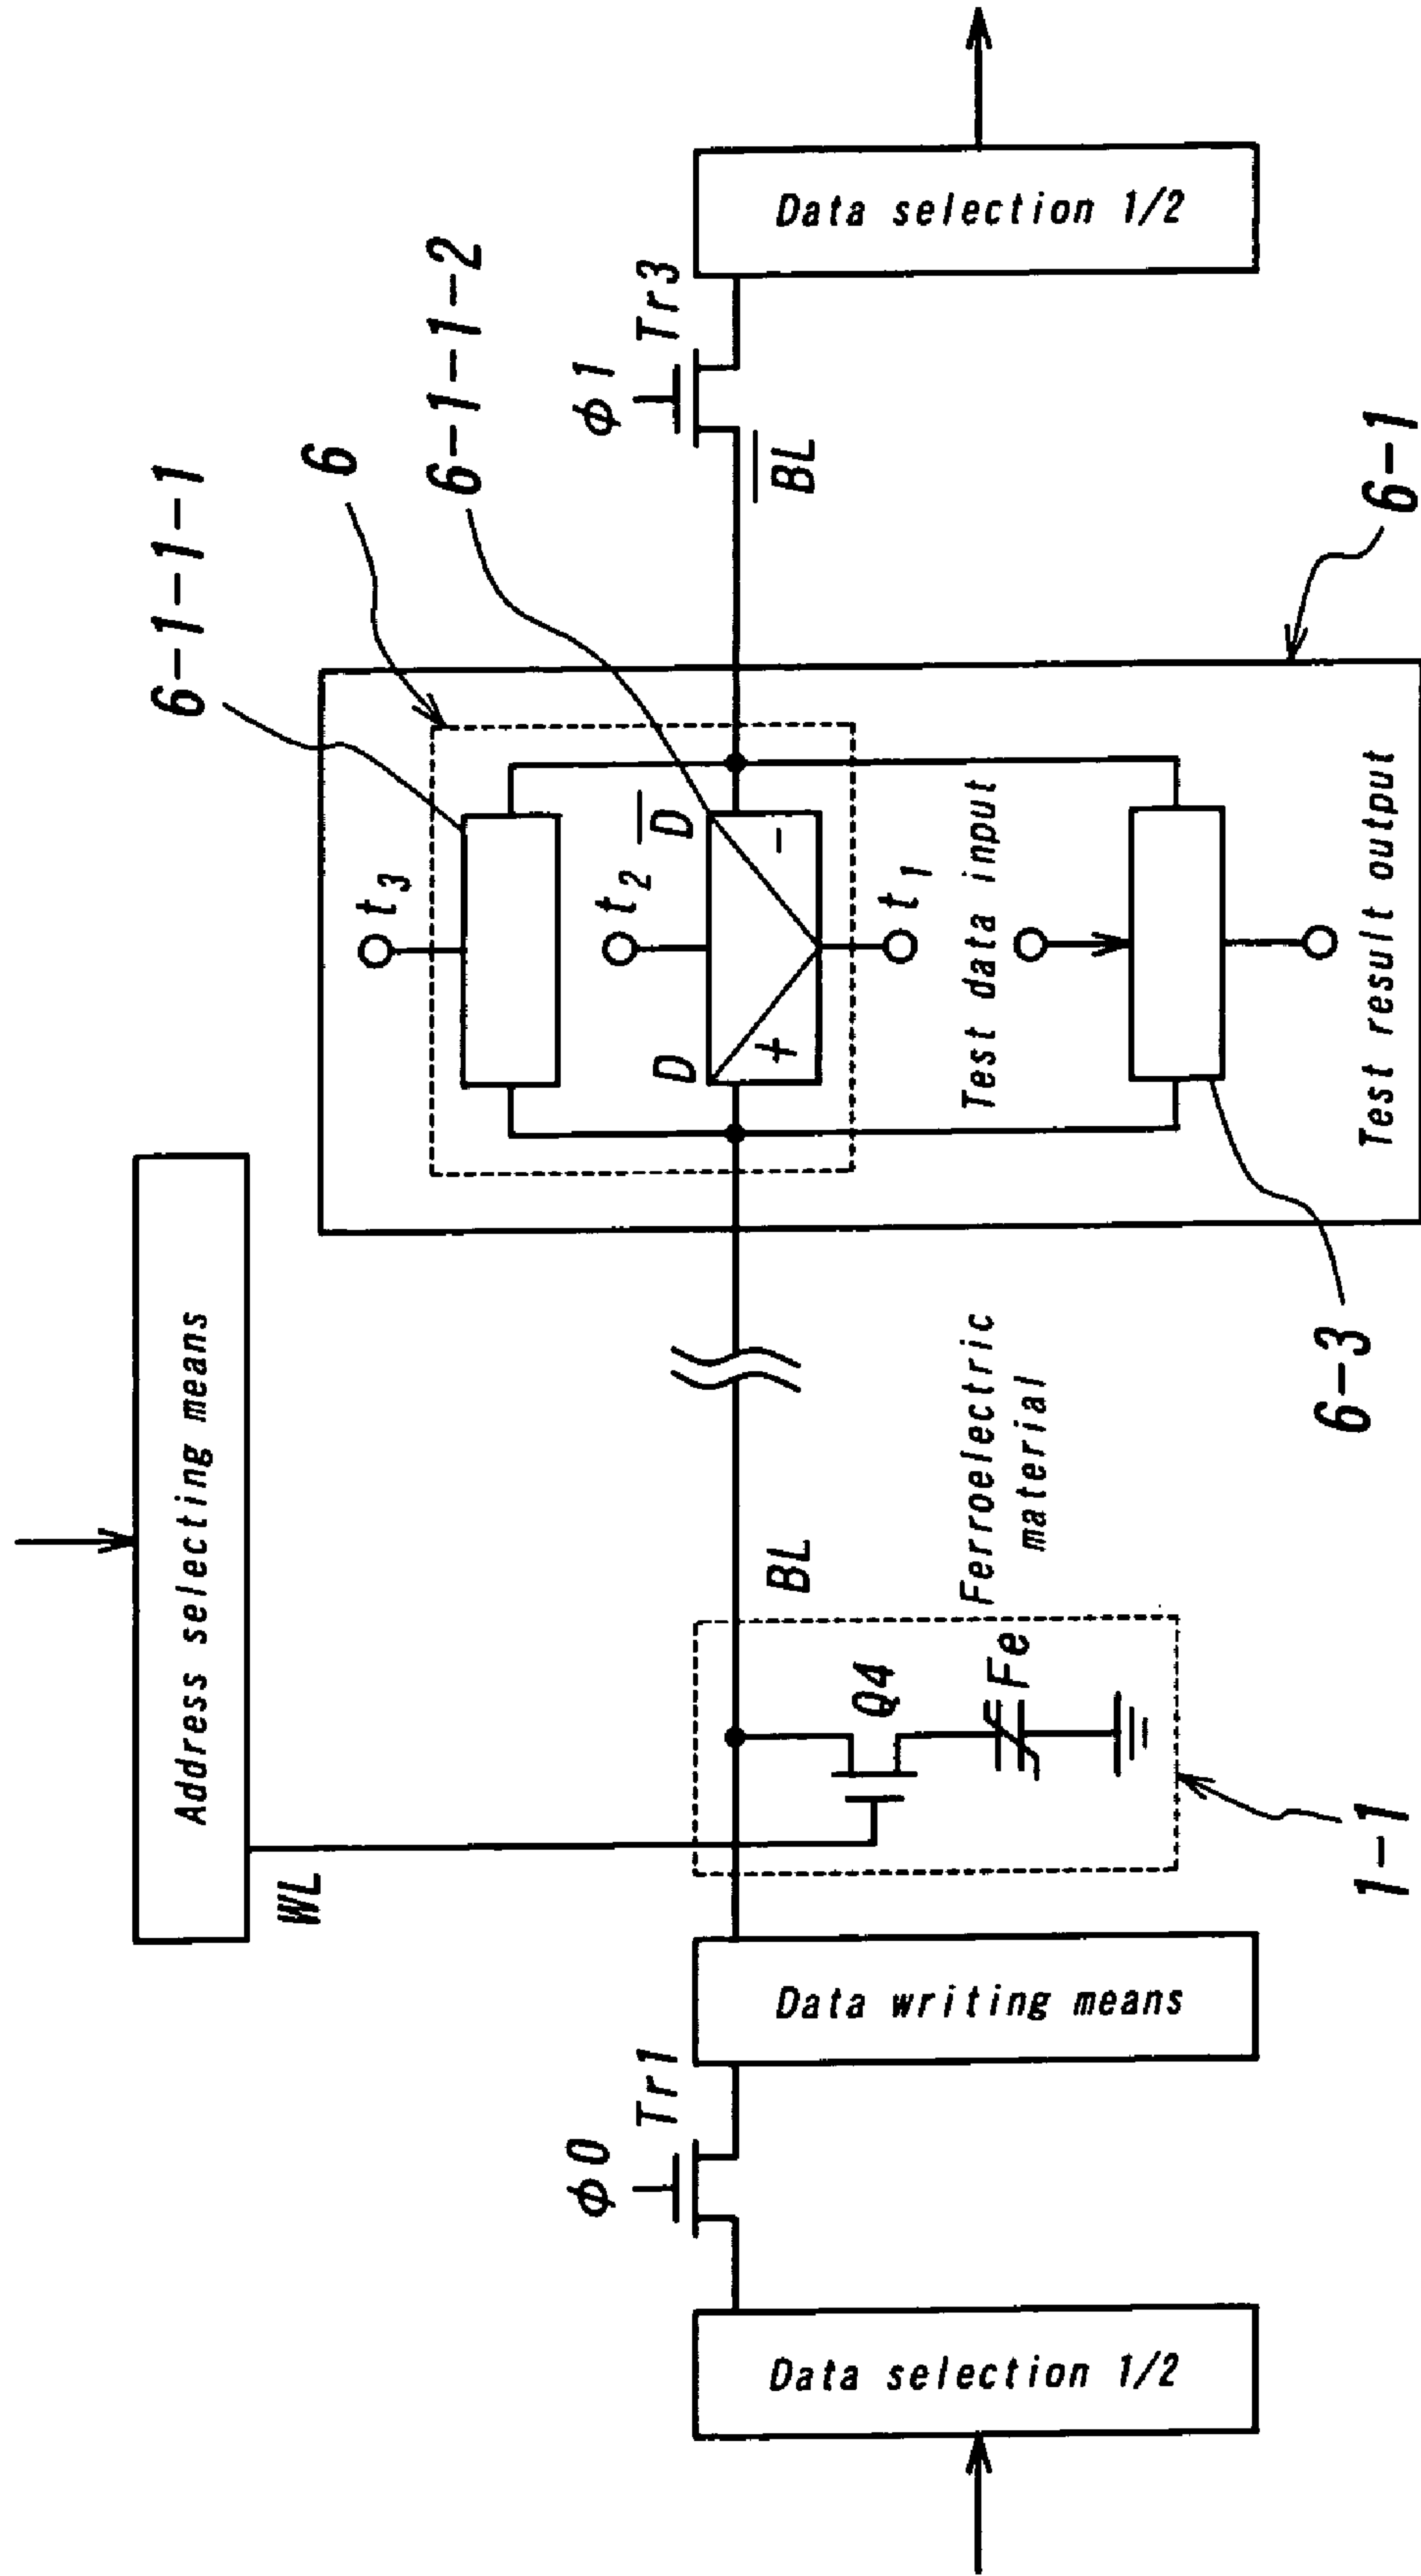 Address selecting means
WL
6-1-1-1
6
6-1-1-2
t3
t2
D
D̅
+
-
t1
Test data input
Test result output
6-3
6-1
φ0
Tr1
φ1
Tr3
B̅L̅
BL
Data selection 1/2
Data writing means
Q4
Fe
Ferroelectric
material
1-1
Data selection 1/2